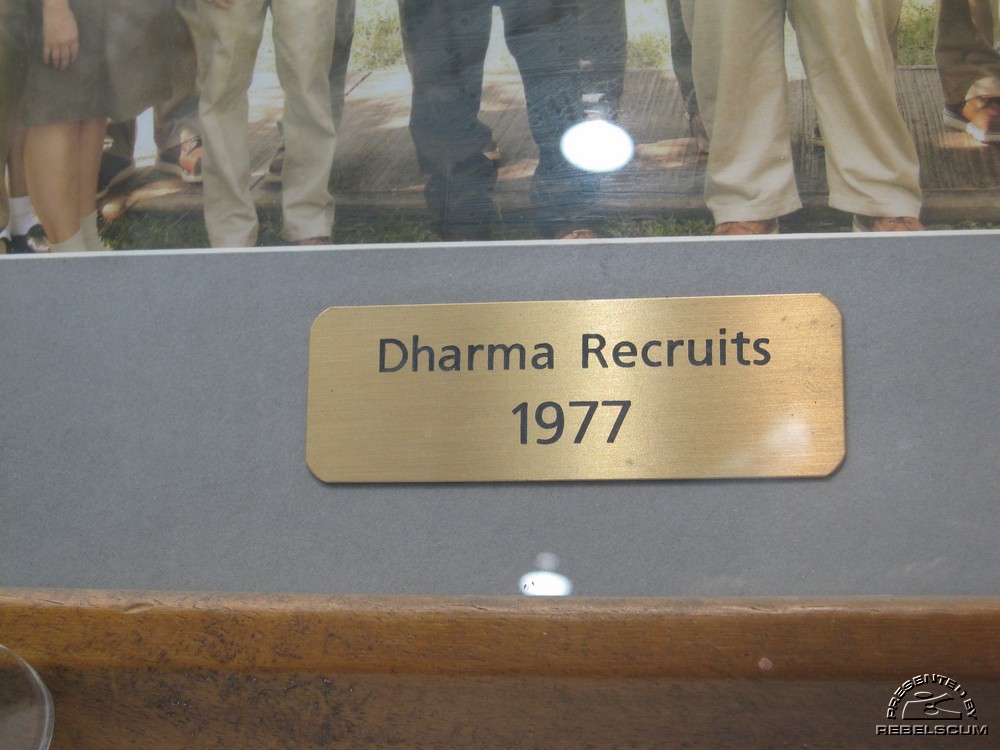 Dharma Recruits
1977
PRESENTED BY
REBELSCUM